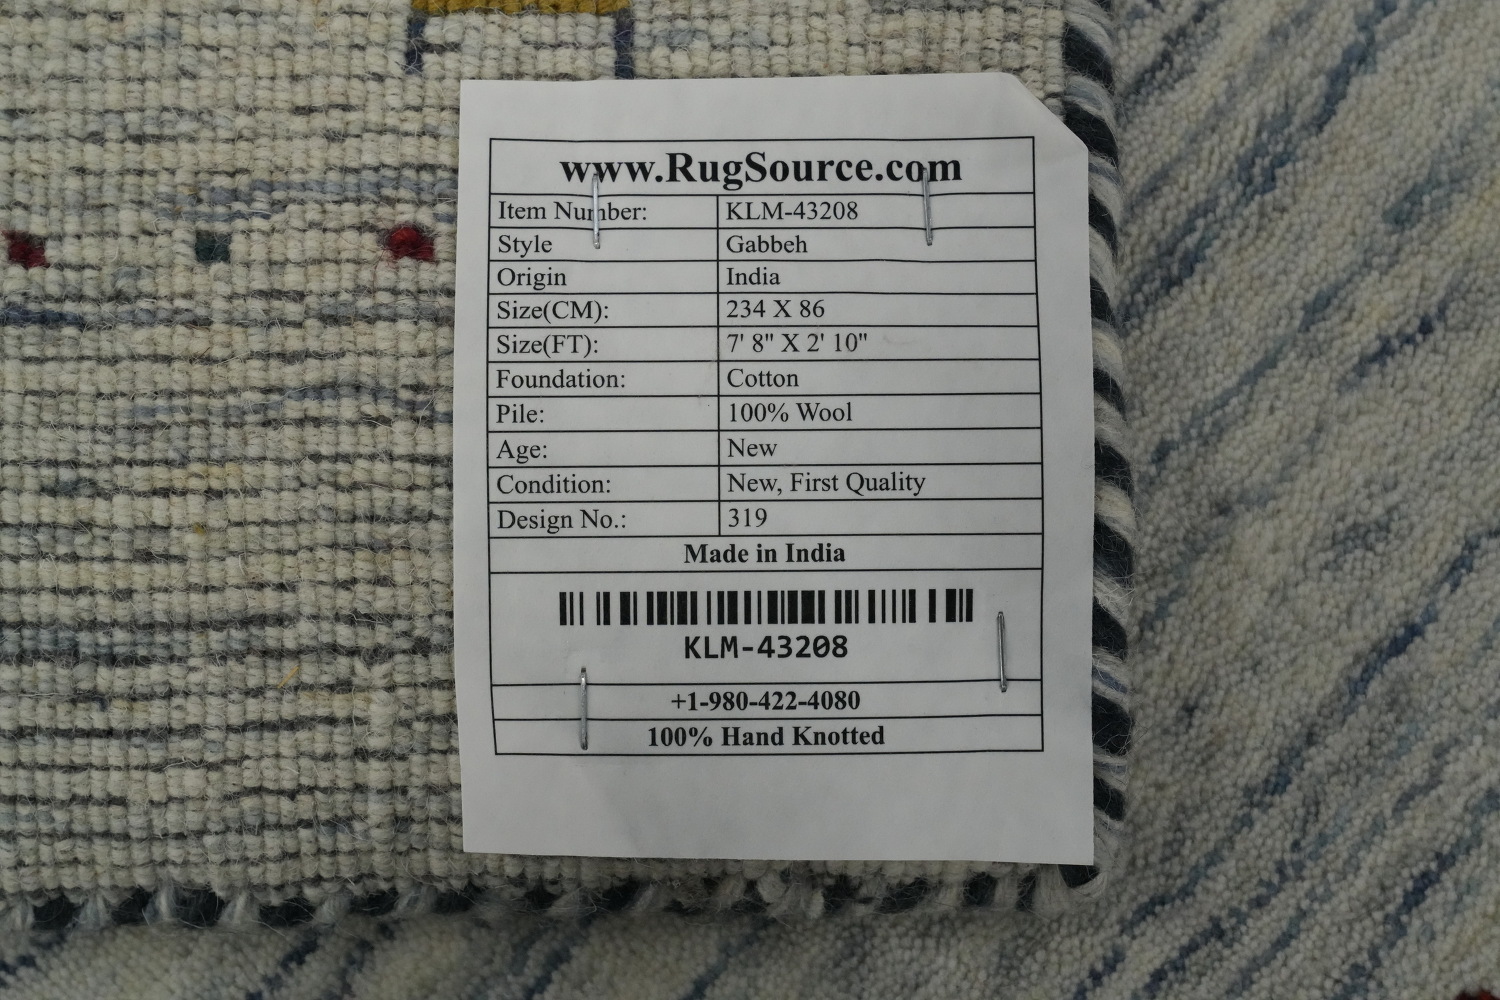 www.RugSource.com
Item Number: KLM-43208
Style Gabbeh
Origin India
Size(CM): 234 X 86
Size(FT): 7' 8" X 2' 10"
Foundation: Cotton
Pile: 100% Wool
Age: New
Condition: New, First Quality
Design No.: 319
Made in India
KLM-43208
+1-980-422-4080
100% Hand Knotted